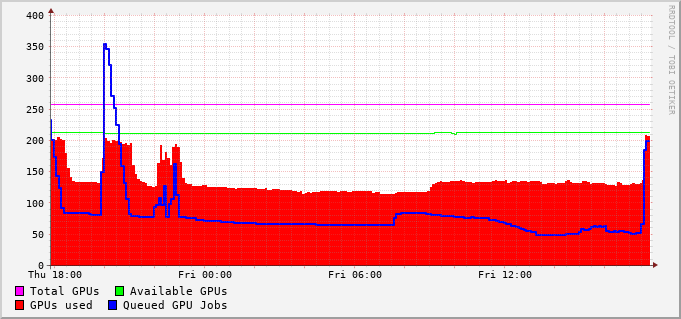 400
350
300
250
200
150
100
50
0
Thu 18:00 Fri 00:00 Fri 06:00 Fri 12:00
Total GPUs Available GPUs
GPUs used Queued GPU Jobs
RRDTOOL / TOBI OETIKER